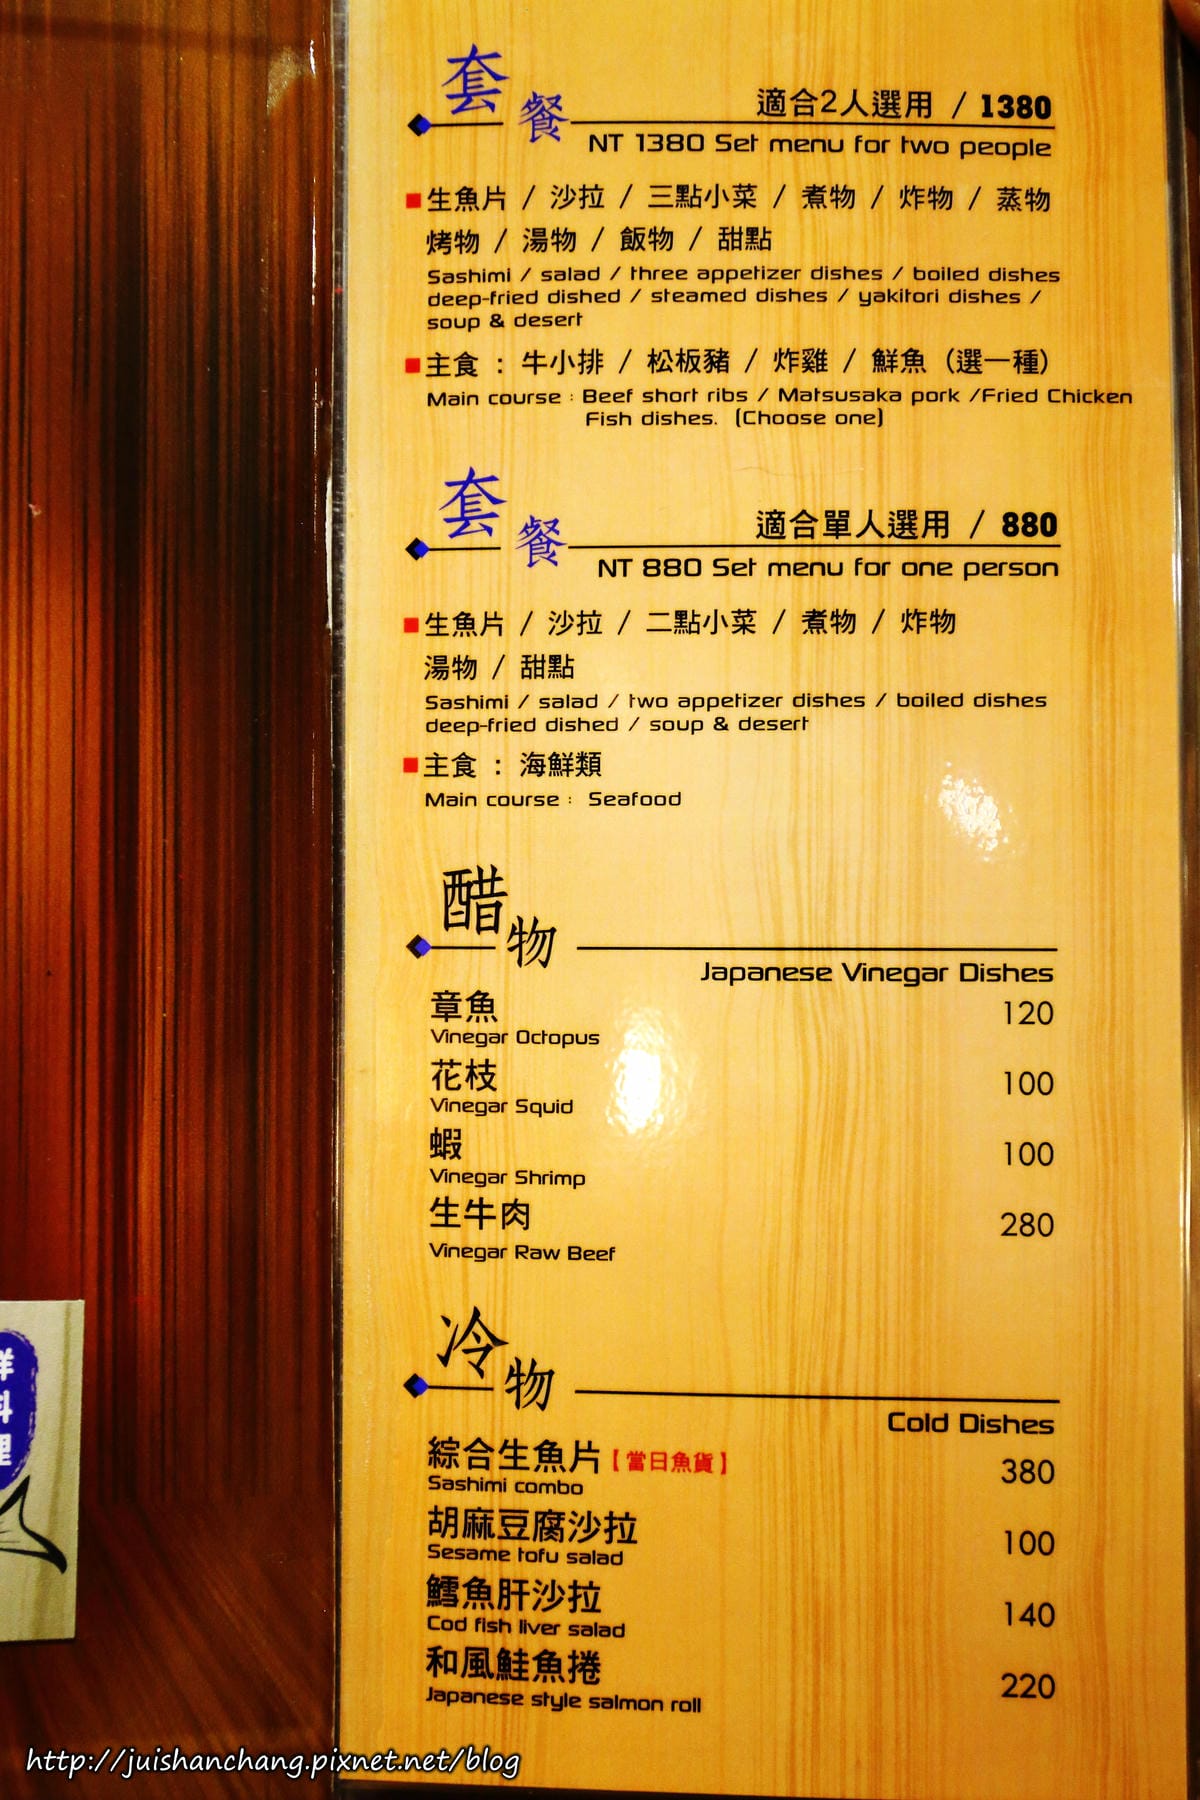 套餐
適合2人選用 / 1380
NT 1380 Set menu for two people
生魚片 / 沙拉 / 三點小菜 / 煮物 / 炸物 / 蒸物
烤物 / 湯物 / 飯物 / 甜點
Sashimi / salad / three appetizer dishes / boiled dishes
deep-fried dished / steamed dishes / yakitori dishes /
soup & desert
主食 : 牛小排 / 松板豬 / 炸雞 / 鮮魚 (選一種)
Main course : Beef short ribs / Matsusaka pork /Fried Chicken
Fish dishes. (Choose one)
套餐
適合單人選用 / 880
NT 880 Set menu for one person
生魚片 / 沙拉 / 二點小菜 / 煮物 / 炸物
湯物 / 甜點
Sashimi / salad / two appetizer dishes / boiled dishes
deep-fried dished / soup & desert
主食 : 海鮮類
Main course : Seafood
醋物
Japanese Vinegar Dishes
章魚 120
Vinegar Octopus
花枝 100
Vinegar Squid
蝦 100
Vinegar Shrimp
生牛肉 280
Vinegar Raw Beef
冷物
Cold Dishes
綜合生魚片【當日魚貨】 380
Sashimi combo
胡麻豆腐沙拉 100
Sesame tofu salad
鱈魚肝沙拉 140
Cod fish liver salad
和風鮭魚捲 220
Japanese style salmon roll
料
理
http://juishanchang.pixnet.net/blog